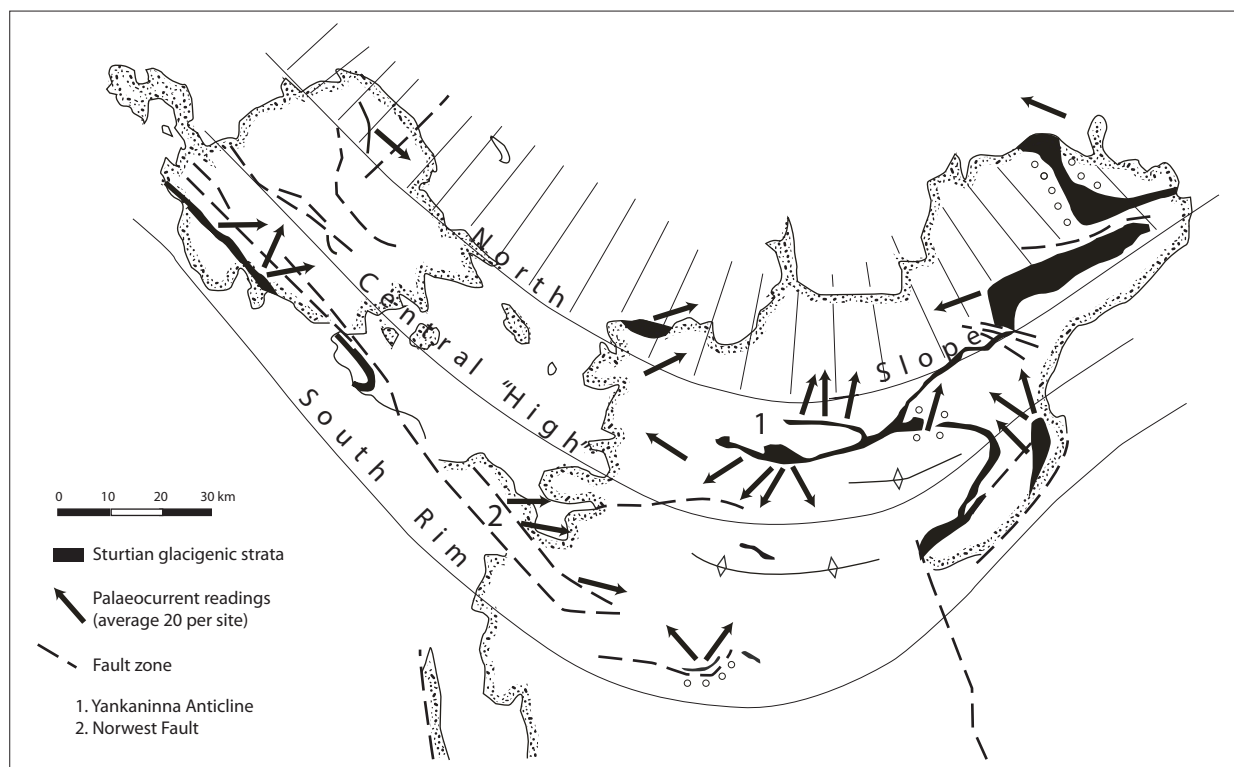 North Slope
Central "High"
South Rim
1
2
0 10 20 30 km
Sturtian glacigenic strata
Palaeocurrent readings
(average 20 per site)
Fault zone
1. Yankaninna Anticline
2. Norwest Fault